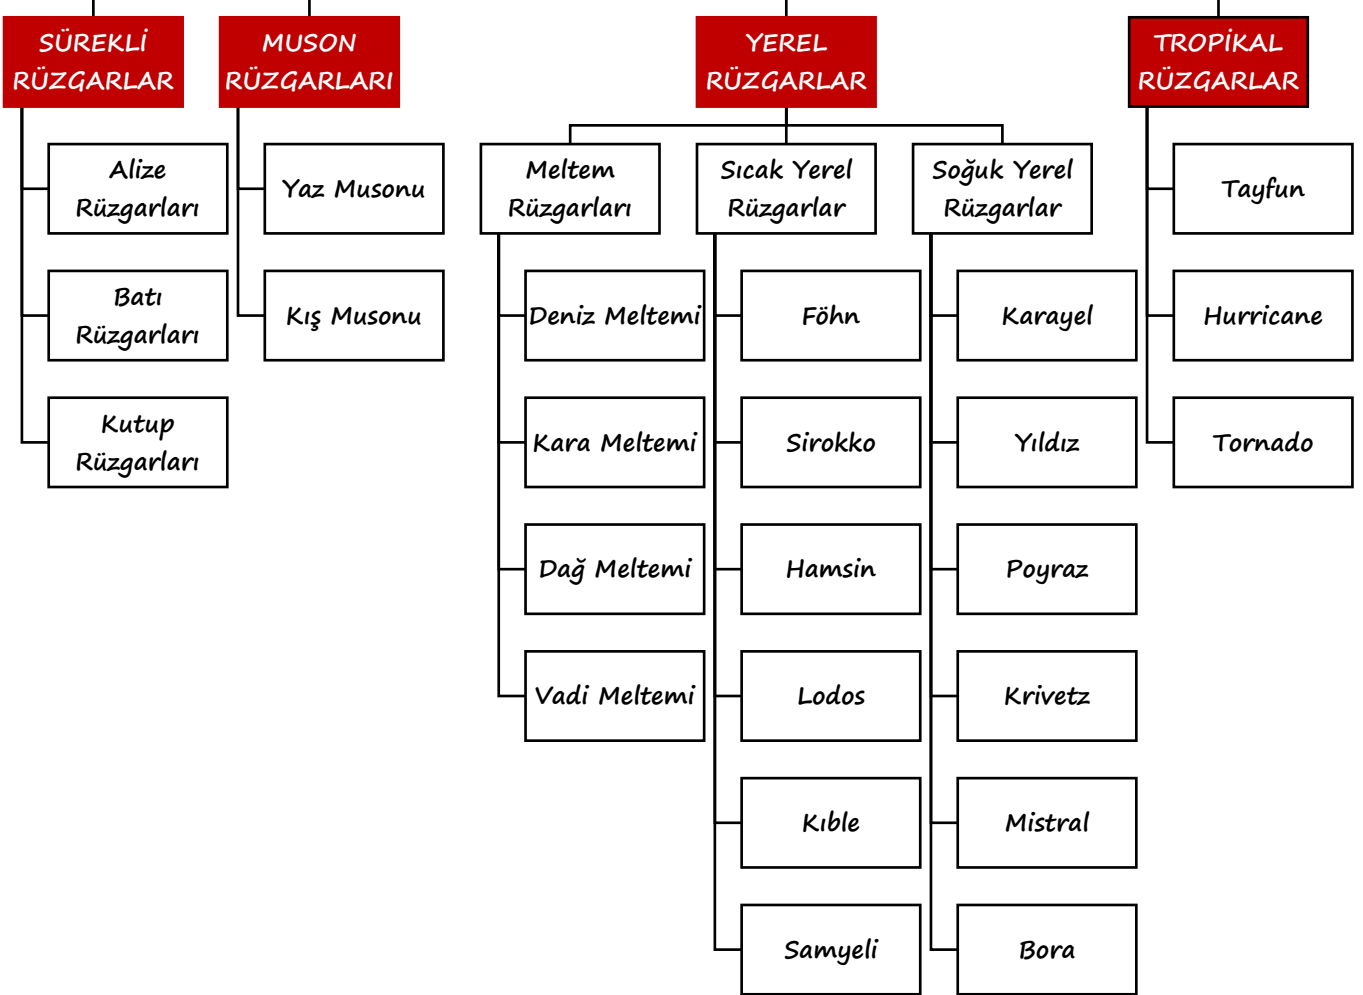 SÜREKLİ
RÜZGARLAR
MUSON
RÜZGARLARI
YEREL
RÜZGARLAR
TROPİKAL
RÜZGARLAR
Alize
Rüzgarları
Batı
Rüzgarları
Kutup
Rüzgarları
Yaz Musonu
Kış Musonu
Meltem
Rüzgarları
Deniz Meltemi
Kara Meltemi
Dağ Meltemi
Vadi Meltemi
Sıcak Yerel
Rüzgarlar
Föhn
Sirokko
Hamsin
Lodos
Kıble
Samyeli
Soğuk Yerel
Rüzgarlar
Karayel
Yıldız
Poyraz
Krivetz
Mistral
Bora
Tayfun
Hurricane
Tornado